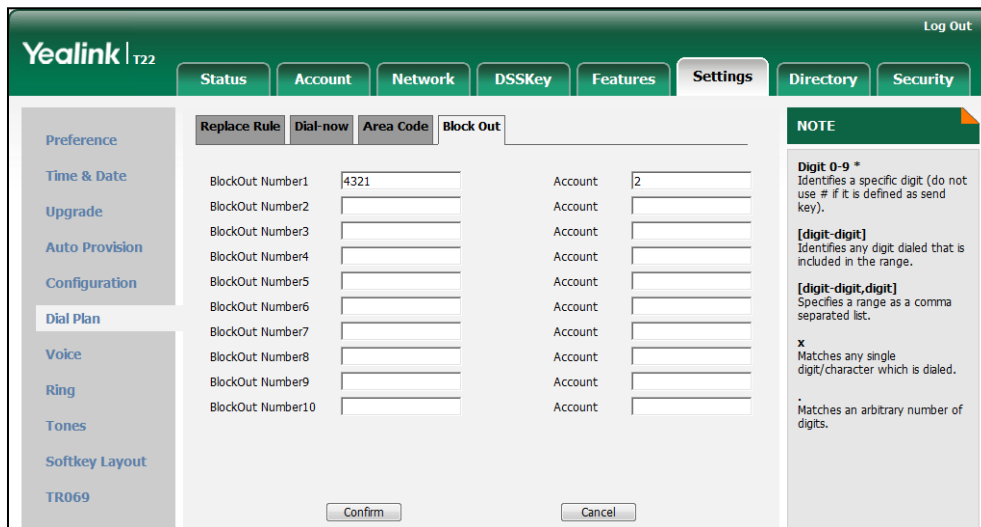 Log Out
Yealink | T22
Status Account Network DSSKey Features Settings Directory Security
Preference
Time & Date
Upgrade
Auto Provision
Configuration
Dial Plan
Voice
Ring
Tones
Softkey Layout
TR069
Replace Rule Dial-now Area Code Block Out
BlockOut Number1 4321 Account 2
BlockOut Number2 Account
BlockOut Number3 Account
BlockOut Number4 Account
BlockOut Number5 Account
BlockOut Number6 Account
BlockOut Number7 Account
BlockOut Number8 Account
BlockOut Number9 Account
BlockOut Number10 Account
Confirm Cancel
NOTE
Digit 0-9 *
Identifies a specific digit (do not
use # if it is defined as send
key).
[digit-digit]
Identifies any digit dialed that is
included in the range.
[digit-digit,digit]
Specifies a range as a comma
separated list.
x
Matches any single
digit/character which is dialed.
.
Matches an arbitrary number of
digits.